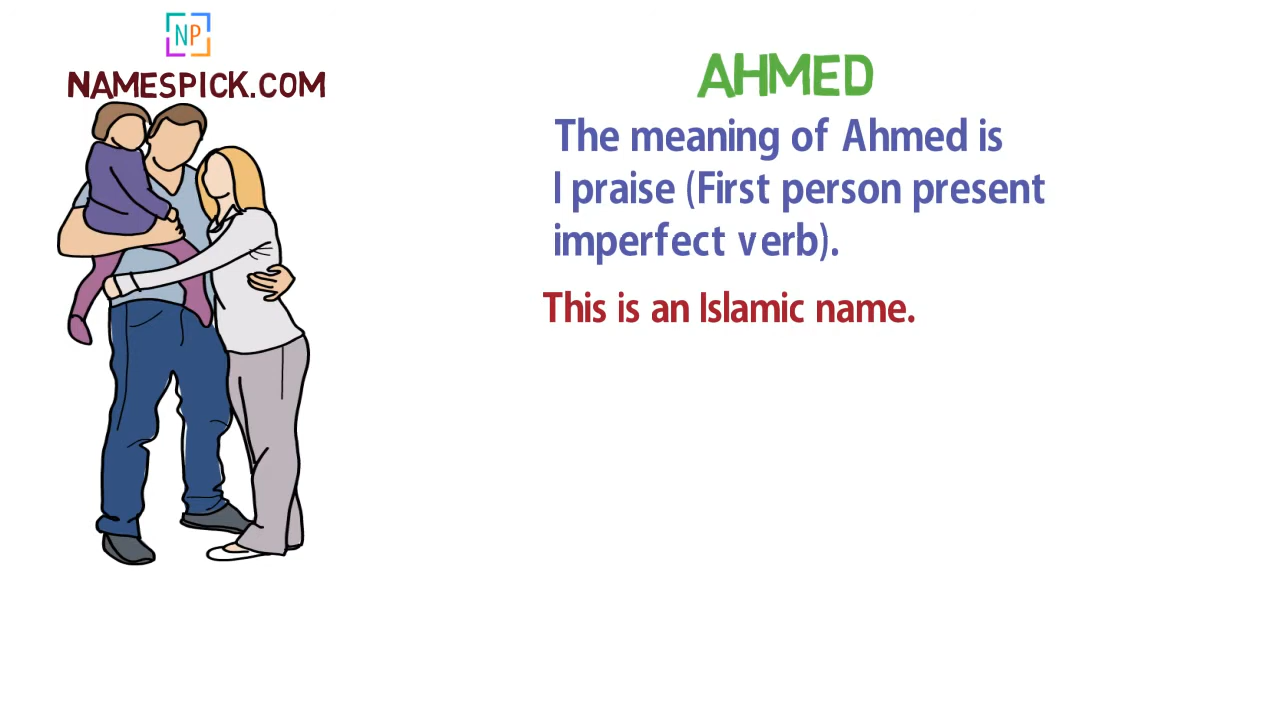 NP
NAMESPICK.COM
AHMED
The meaning of Ahmed is
I praise (First person present
imperfect verb).
This is an Islamic name.